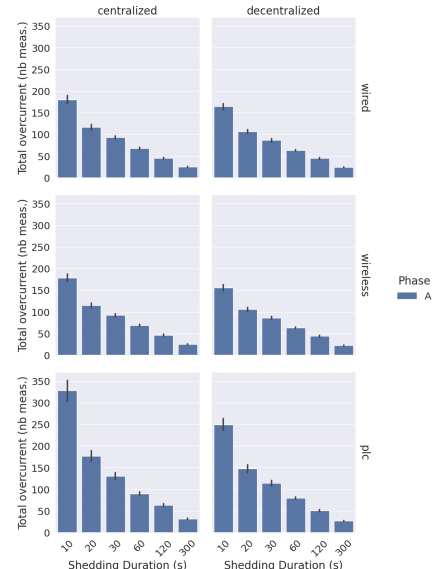 centralized
decentralized
Total overcurrent (nb meas.)
350
300
250
200
150
100
50
0
wired
Total overcurrent (nb meas.)
350
300
250
200
150
100
50
0
wireless
Phase
A
Total overcurrent (nb meas.)
350
300
250
200
150
100
50
0
plc
10 20 30 60 120 300
10 20 30 60 120 300
Shedding Duration (s)
Shedding Duration (s)